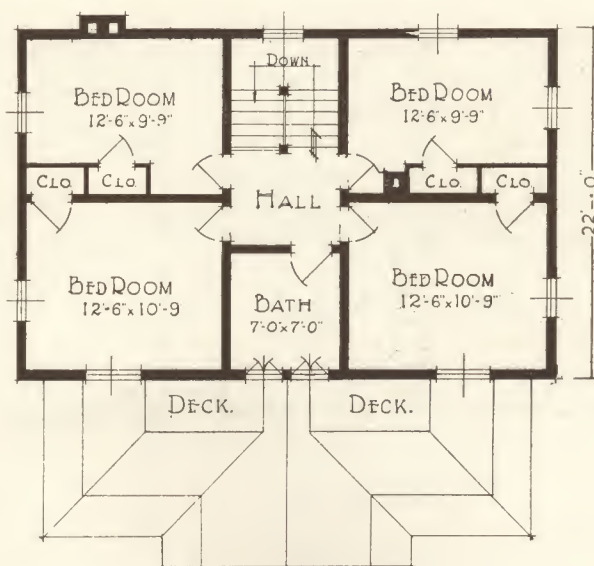 DOWN
BED ROOM
12'-6" x 9'-9"
BED ROOM
12'-6" x 9'-9"
CLO.
CLO.
CLO.
CLO.
HALL
22'-0"
BED ROOM
12'-6" x 10'-9
BATH
7'-0" x 7'-0"
BED ROOM
12'-6" x 10'-9"
DECK.
DECK.